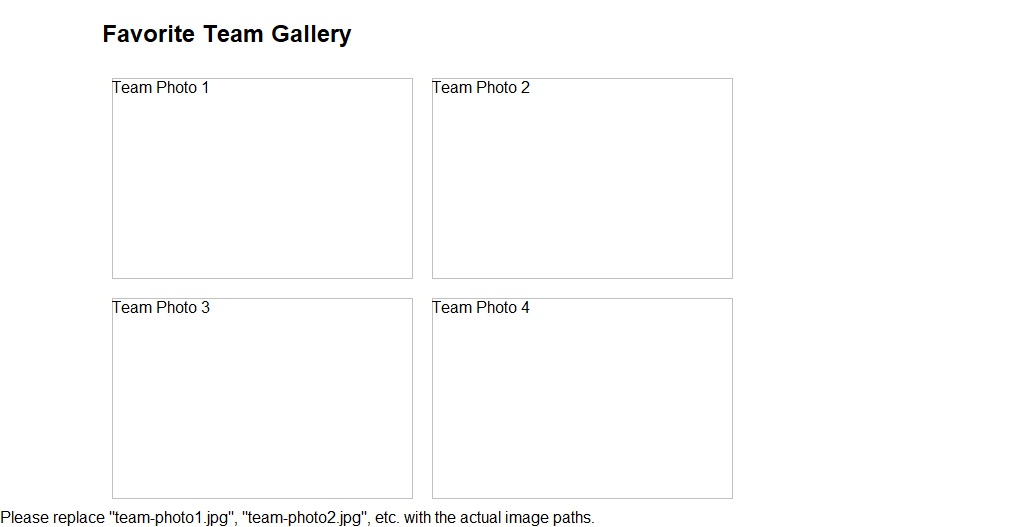 Favorite Team Gallery
Team Photo 1
Team Photo 2
Team Photo 3
Team Photo 4
Please replace "team-photo1.jpg", "team-photo2.jpg", etc. with the actual image paths.